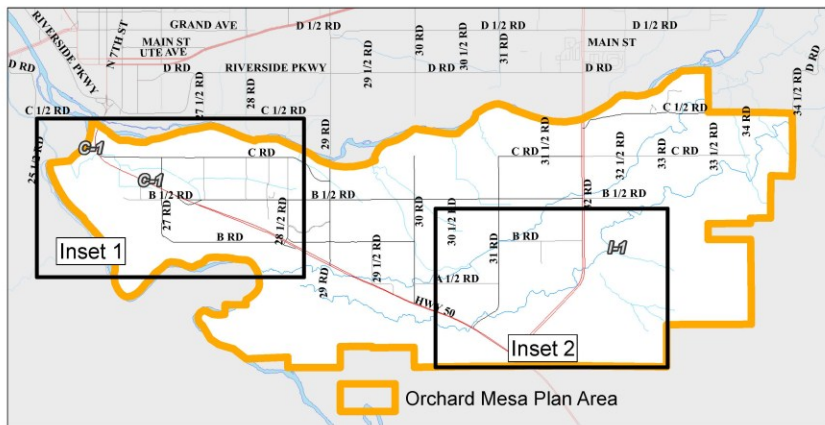 GRAND AVE
D 1/2 RD
D 1/2 RD
RIVERSIDE PKWY
N 7TH ST
MAIN ST
UTE AVE
30 RD
30 1/2 RD
31 RD
MAIN ST
D RD
D RD
RIVERSIDE PKWY
29 1/2 RD
D RD
D RD
D RD
27 1/2 RD
28 RD
C 1/2 RD
C 1/2 RD
C 1/2 RD
34 1/2 RD
25 1/2 RD
29 RD
34 RD
C-1
C RD
31 1/2 RD
C RD
32 1/2 RD
33 RD
C RD
33 1/2 RD
C-1
B 1/2 RD
B 1/2 RD
B 1/2 RD
32 RD
27 RD
28 1/2 RD
30 RD
30 1/2 RD
31 RD
B RD
B RD
I-1
Inset 1
29 RD
29 1/2 RD
A 1/2 RD
HWY 50
Inset 2
Orchard Mesa Plan Area